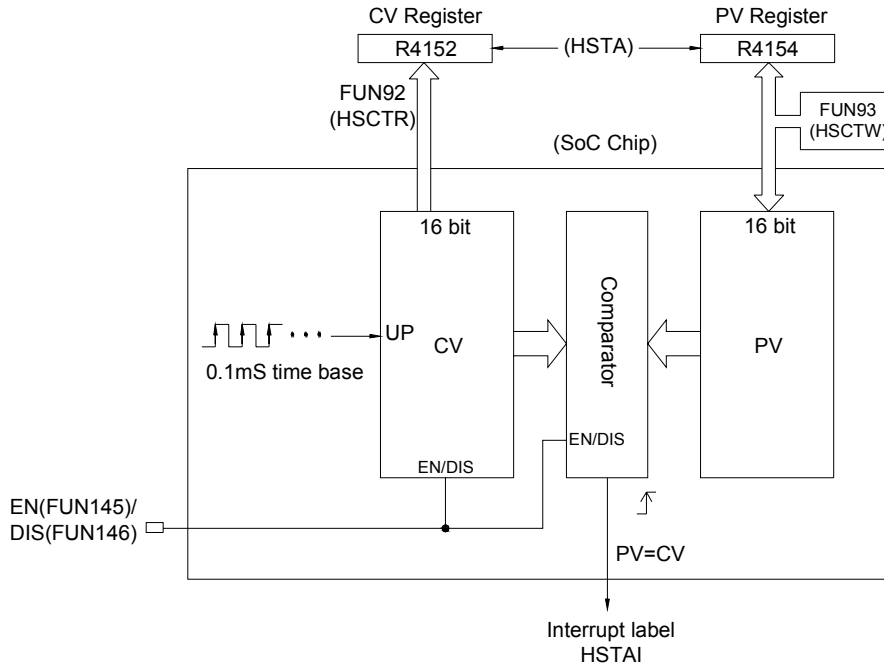 CV Register
PV Register
R4152
(HSTA)
R4154
FUN92
(HSCTR)
FUN93
(HSCTW)
(SoC Chip)
16 bit
16 bit
UP
CV
Comparator
PV
0.1mS time base
EN/DIS
EN/DIS
EN(FUN145)/
DIS(FUN146)
PV=CV
Interrupt label
HSTAI